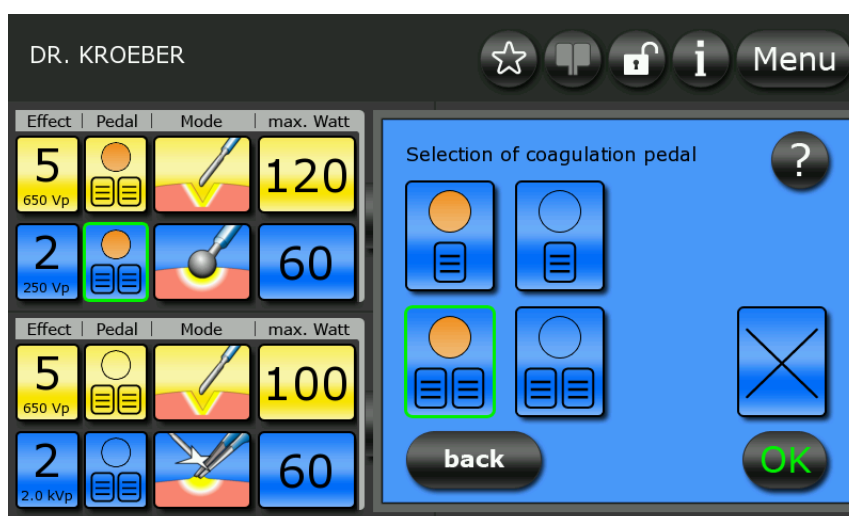 DR. KROEBER
i
Menu
Effect | Pedal | Mode | max. Watt
5
650 Vp
120
2
250 Vp
60
Effect | Pedal | Mode | max. Watt
5
650 Vp
100
2
2.0 kVp
60
Selection of coagulation pedal
?
back
OK